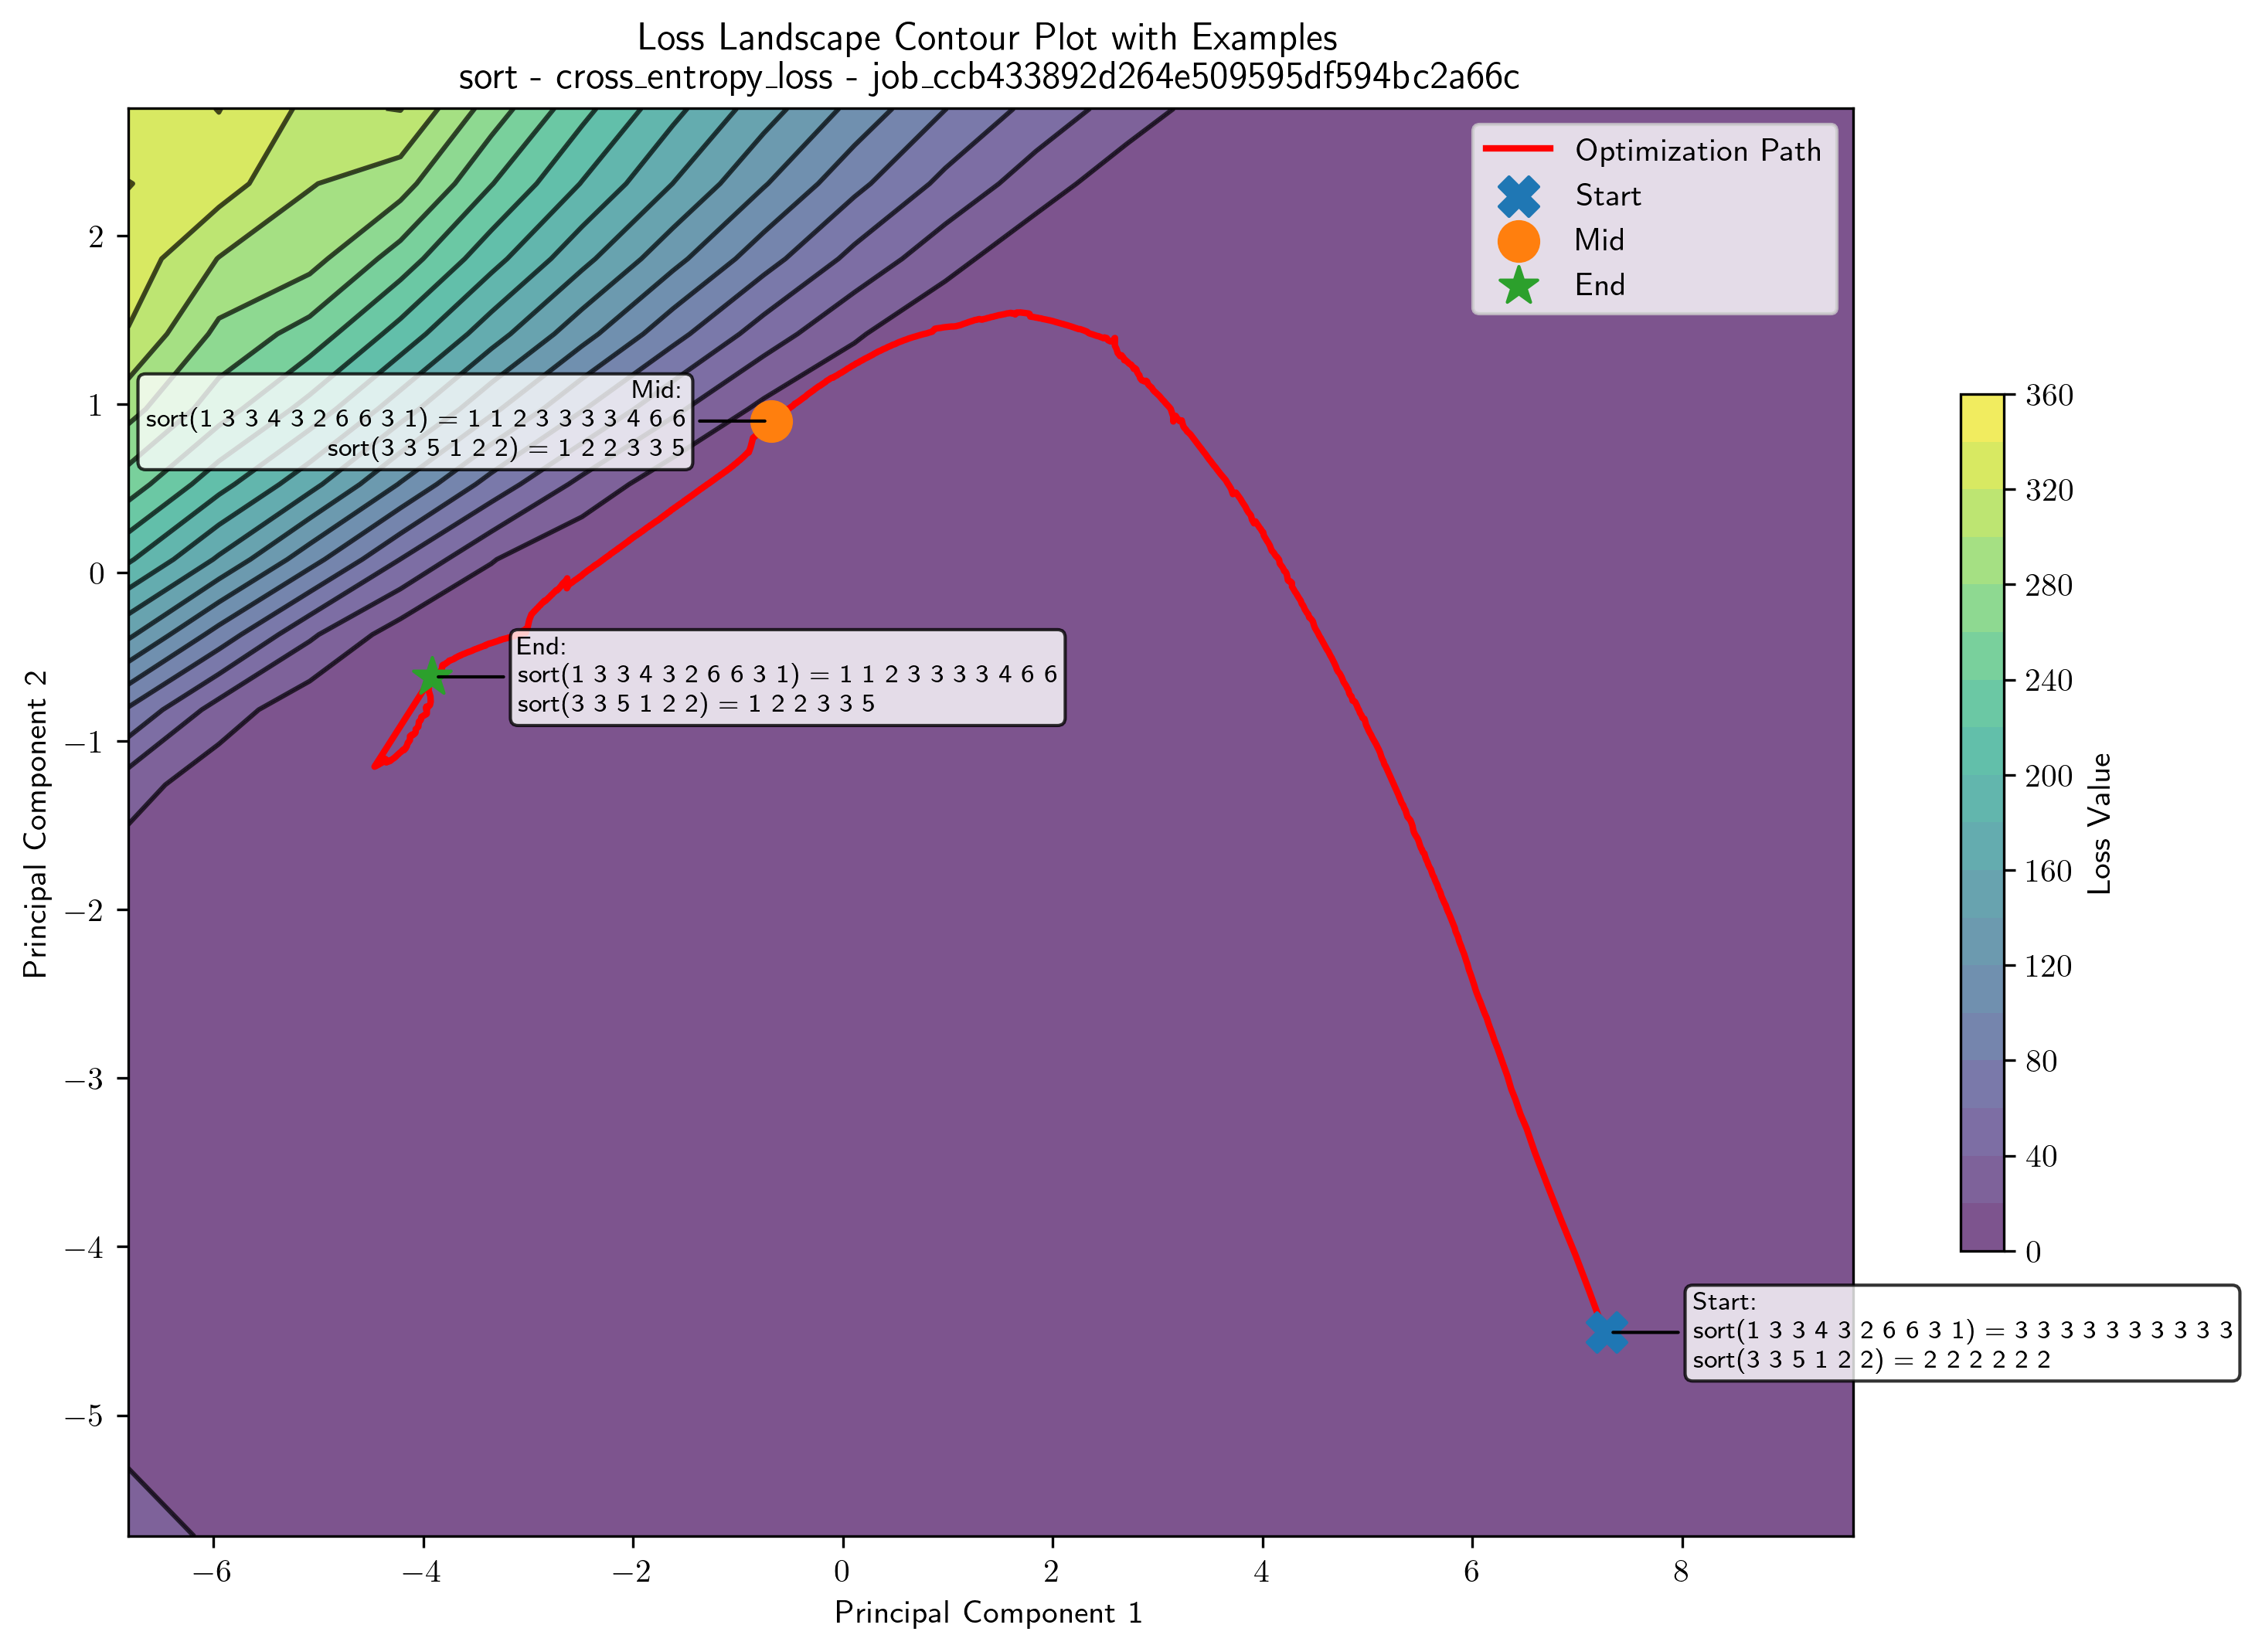 Loss Landscape Contour Plot with Examples
sort - cross_entropy_loss - job_ccb433892d264e509595df594bc2a66c
Optimization Path
Start
Mid
End
Mid:
sort(1 3 3 4 3 2 6 6 3 1) = 1 1 2 3 3 3 3 4 6 6
sort(3 3 5 1 2 2) = 1 2 2 3 3 5
End:
sort(1 3 3 4 3 2 6 6 3 1) = 1 1 2 3 3 3 3 4 6 6
sort(3 3 5 1 2 2) = 1 2 2 3 3 5
Start:
sort(1 3 3 4 3 2 6 6 3 1) = 3 3 3 3 3 3 3 3 3 3
sort(3 3 5 1 2 2) = 2 2 2 2 2 2
2
1
0
−1
−2
−3
−4
−5
Principal Component 2
−6
−4
−2
0
2
4
6
8
Principal Component 1
360
320
280
240
200
160
120
80
40
0
Loss Value